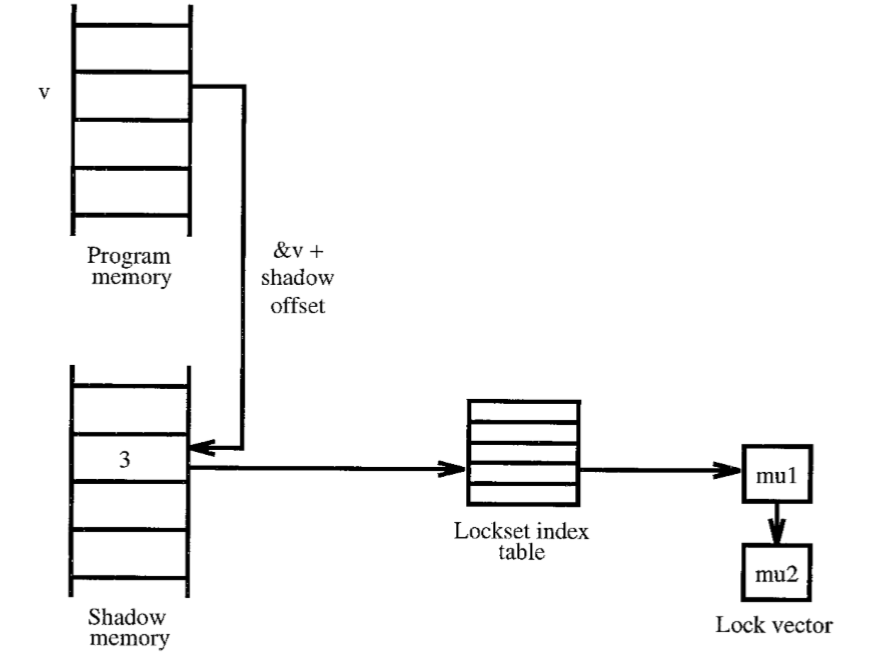 v
Program
memory
&v +
shadow
offset
3
Shadow
memory
Lockset index
table
mu1
mu2
Lock vector